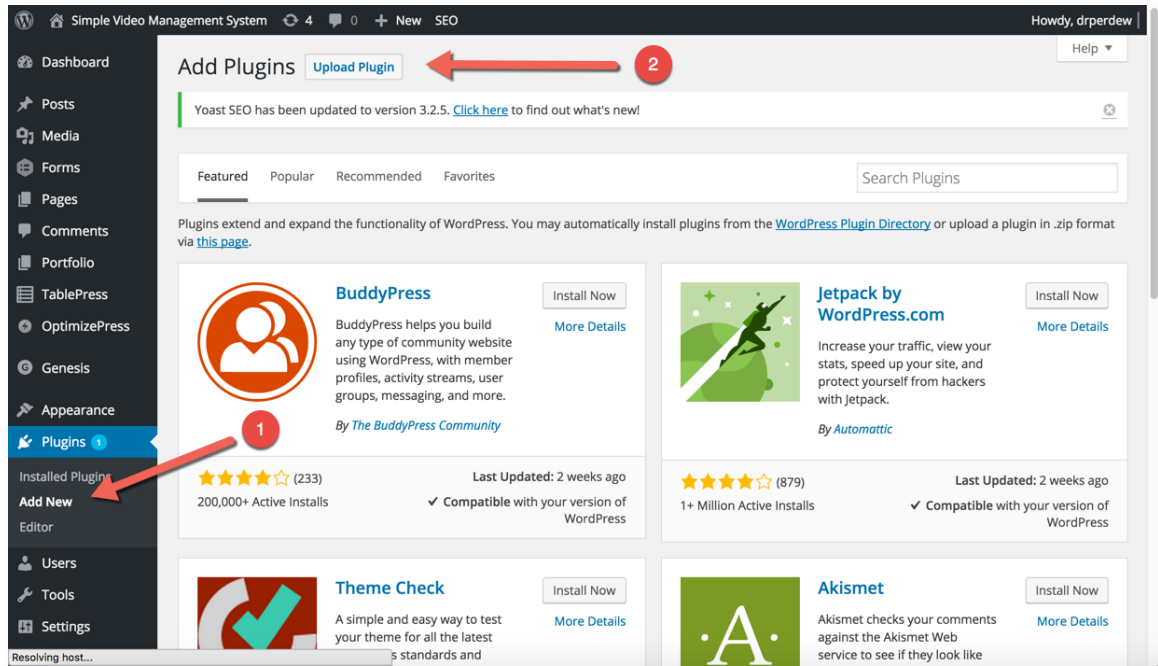 Simple Video Management System 4 0 + New SEO
Howdy, drperdew
Help ▼
Dashboard
Posts
Media
Forms
Pages
Comments
Portfolio
TablePress
OptimizePress
Genesis
Appearance
Plugins 1
Installed Plugins
Add New
Editor
Users
Tools
Settings
Resolving host...
Add Plugins Upload Plugin
2
Yoast SEO has been updated to version 3.2.5. Click here to find out what's new!
Featured Popular Recommended Favorites
Search Plugins
Plugins extend and expand the functionality of WordPress. You may automatically install plugins from the WordPress Plugin Directory or upload a plugin in .zip format
via this page.
BuddyPress
Install Now
More Details
BuddyPress helps you build
any type of community website
using WordPress, with member
profiles, activity streams, user
groups, messaging, and more.
By The BuddyPress Community
1
(233)
200,000+ Active Installs
Last Updated: 2 weeks ago
✓ Compatible with your version of
WordPress
Jetpack by
WordPress.com
Install Now
More Details
Increase your traffic, view your
stats, speed up your site, and
protect yourself from hackers
with Jetpack.
By Automattic
(879)
1+ Million Active Installs
Last Updated: 2 weeks ago
✓ Compatible with your version of
WordPress
Theme Check
Install Now
More Details
A simple and easy way to test
your theme for all the latest
standards and
Akismet
Install Now
More Details
Akismet checks your comments
against the Akismet Web
service to see if they look like
·A·